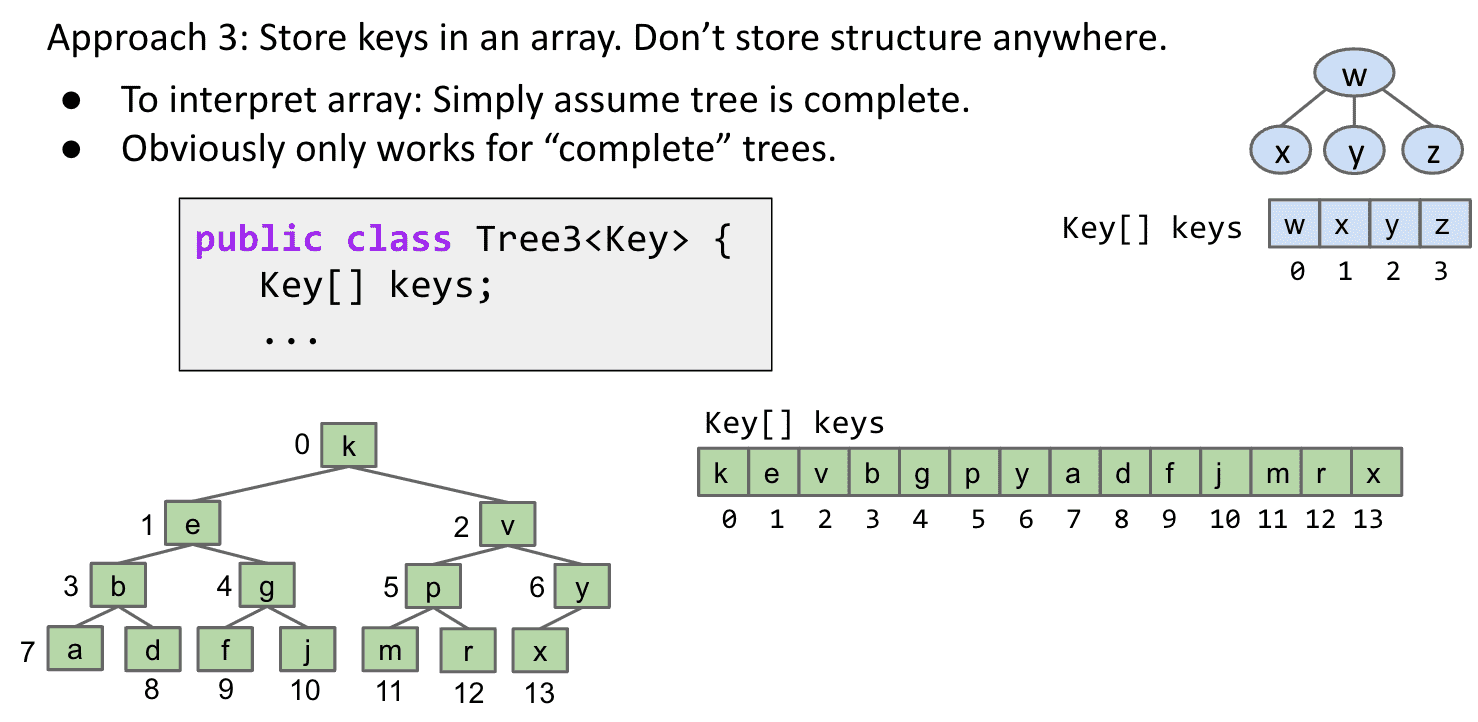 Approach 3: Store keys in an array. Don’t store structure anywhere.
● To interpret array: Simply assume tree is complete.
● Obviously only works for “complete” trees.
w
x y z
Key[] keys w x y z
0 1 2 3
public class Tree3<Key> {
Key[] keys;
...
Key[] keys
k e v b g p y a d f j m r x
0 1 2 3 4 5 6 7 8 9 10 11 12 13
0 k
1 e 2 v
3 b 4 g 5 p 6 y
7 a d f j m r x
8 9 10 11 12 13